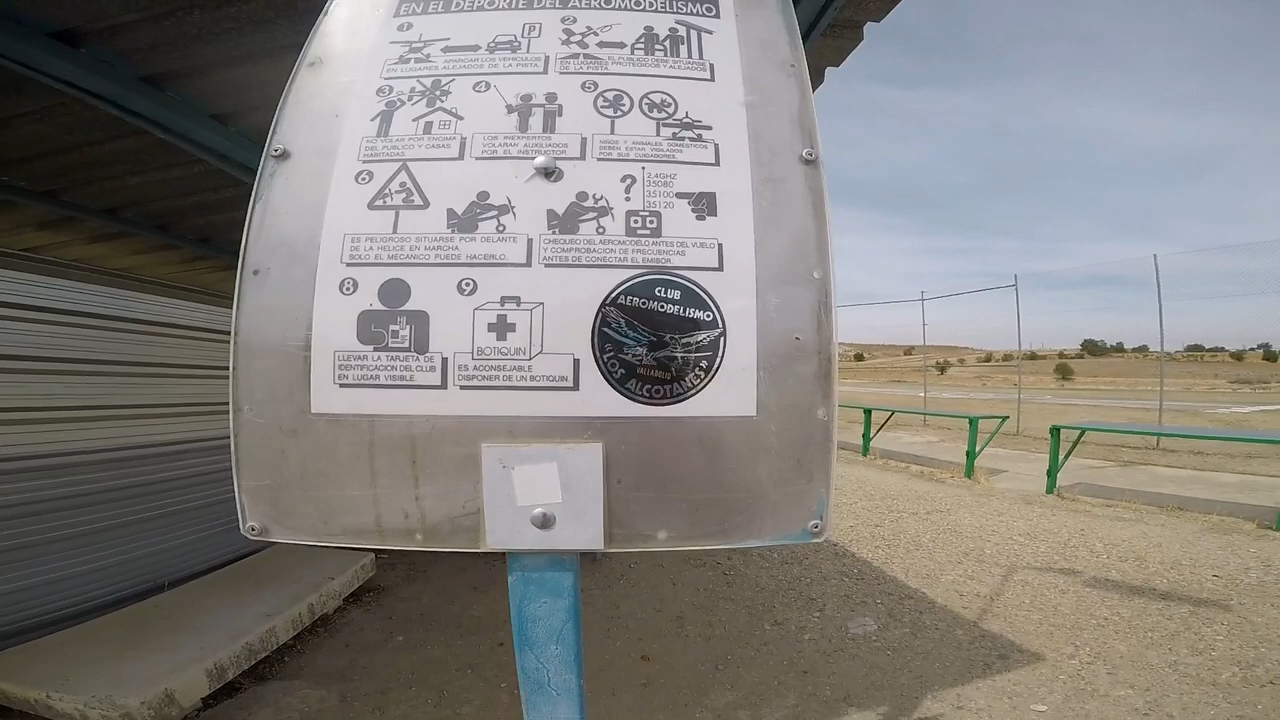 EN EL DEPORTE DEL AEROMODELISMO
1
P
APARCAR LOS VEHICULOS
EN LUGARES ALEJADOS DE LA PISTA.
2
EL PUBLICO DEBE SITUARSE
EN LUGARES PROTEGIDOS Y ALEJADOS
DE LA PISTA.
3
NO VOLAR POR ENCIMA
DEL PUBLICO Y CASAS
HABITADAS.
4
LOS INEXPERTOS
VOLARAN AUXILIADOS
POR EL INSTRUCTOR
5
NIÑOS Y ANIMALES DOMESTICOS
DEBEN ESTAR VIGILADOS
POR SUS CUIDADORES.
6
ES PELIGROSO SITUARSE POR DELANTE
DE LA HELICE EN MARCHA
SOLO EL MECANICO PUEDE HACERLO.
?
2,4GHZ
35080
35100
35120
CHEQUEO DEL AEROMODELO ANTES DEL VUELO
Y COMPROBACION DE FRECUENCIAS
ANTES DE CONECTAR EL EMISOR.
8
LLEVAR LA TARJETA DE
IDENTIFICACION DEL CLUB
EN LUGAR VISIBLE.
9
BOTIQUIN
ES ACONSEJABLE
DISPONER DE UN BOTIQUIN.
CLUB
AEROMODELISMO
VALLADOLID
"LOS ALCOTANES"